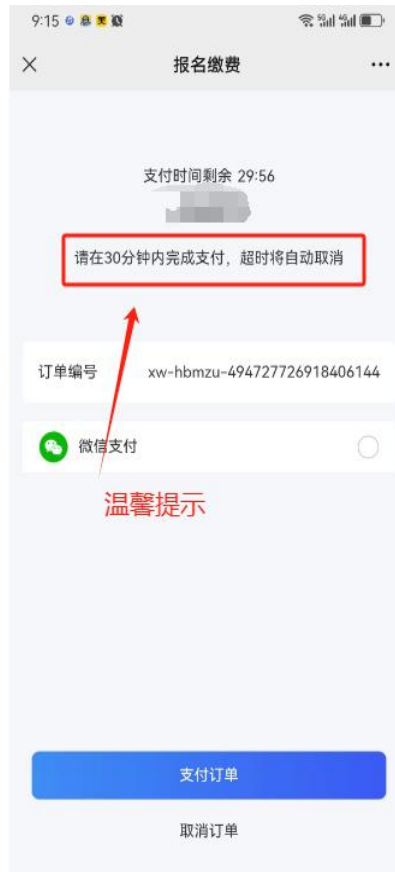 9:15
报名缴费
支付时间剩余 29:56
请在30分钟内完成支付，超时将自动取消
订单编号 xw-hbmzu-494727726918406144
微信支付
温馨提示
支付订单
取消订单